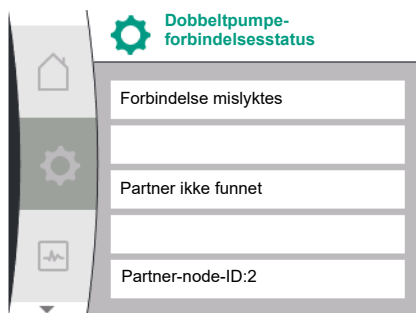 Dobbeltpumpe-
forbindelsesstatus
Forbindelse mislyktes
Partner ikke funnet
Partner-node-ID:2